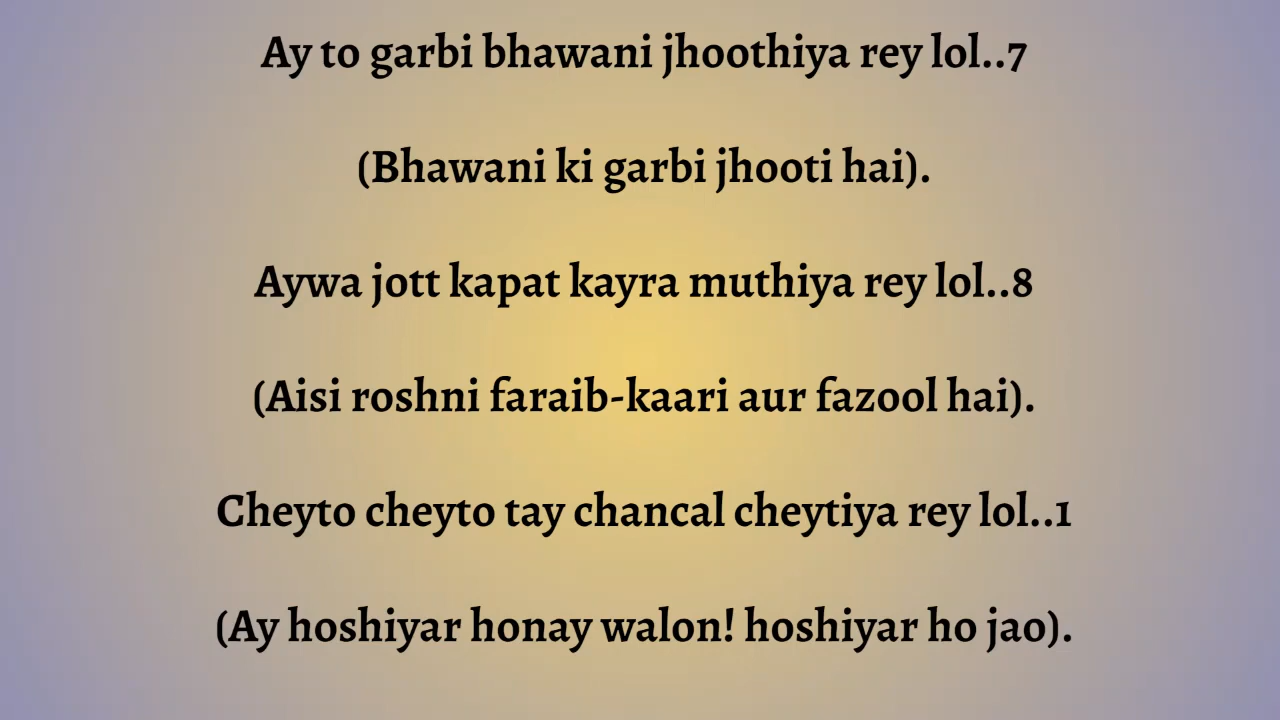 Ay to garbi bhawani jhoothiya rey lol..7
(Bhawani ki garbi jhooti hai).
Aywa jott kapat kayra muthiya rey lol..8
(Aisi roshni faraib-kaari aur fazool hai).
Cheyto cheyto tay chancal cheytiya rey lol..1
(Ay hoshiyar honay walon! hoshiyar ho jao).